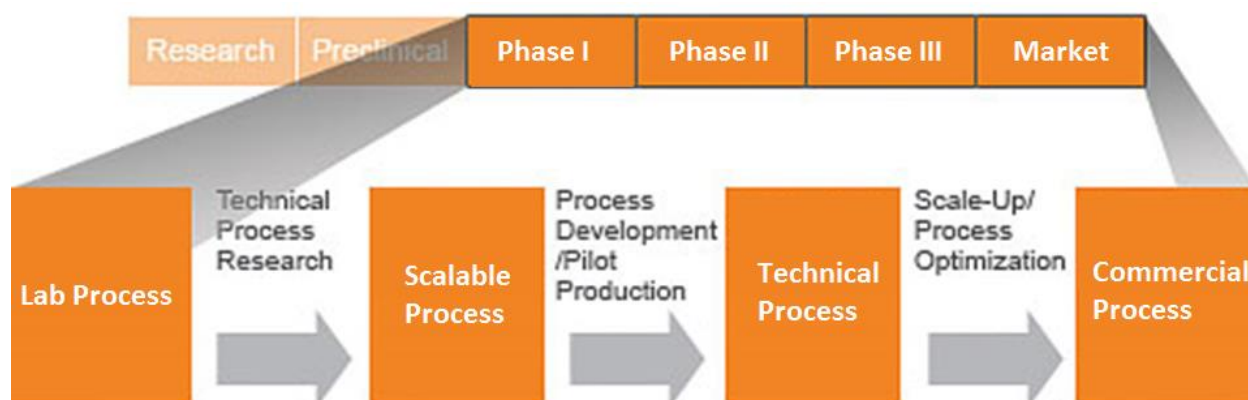 Research Preclinical Phase I Phase II Phase III Market
Technical
Process
Research
Process
Development
/Pilot
Production
Scale-Up/
Process
Optimization
Lab Process
Scalable
Process
Technical
Process
Commercial
Process